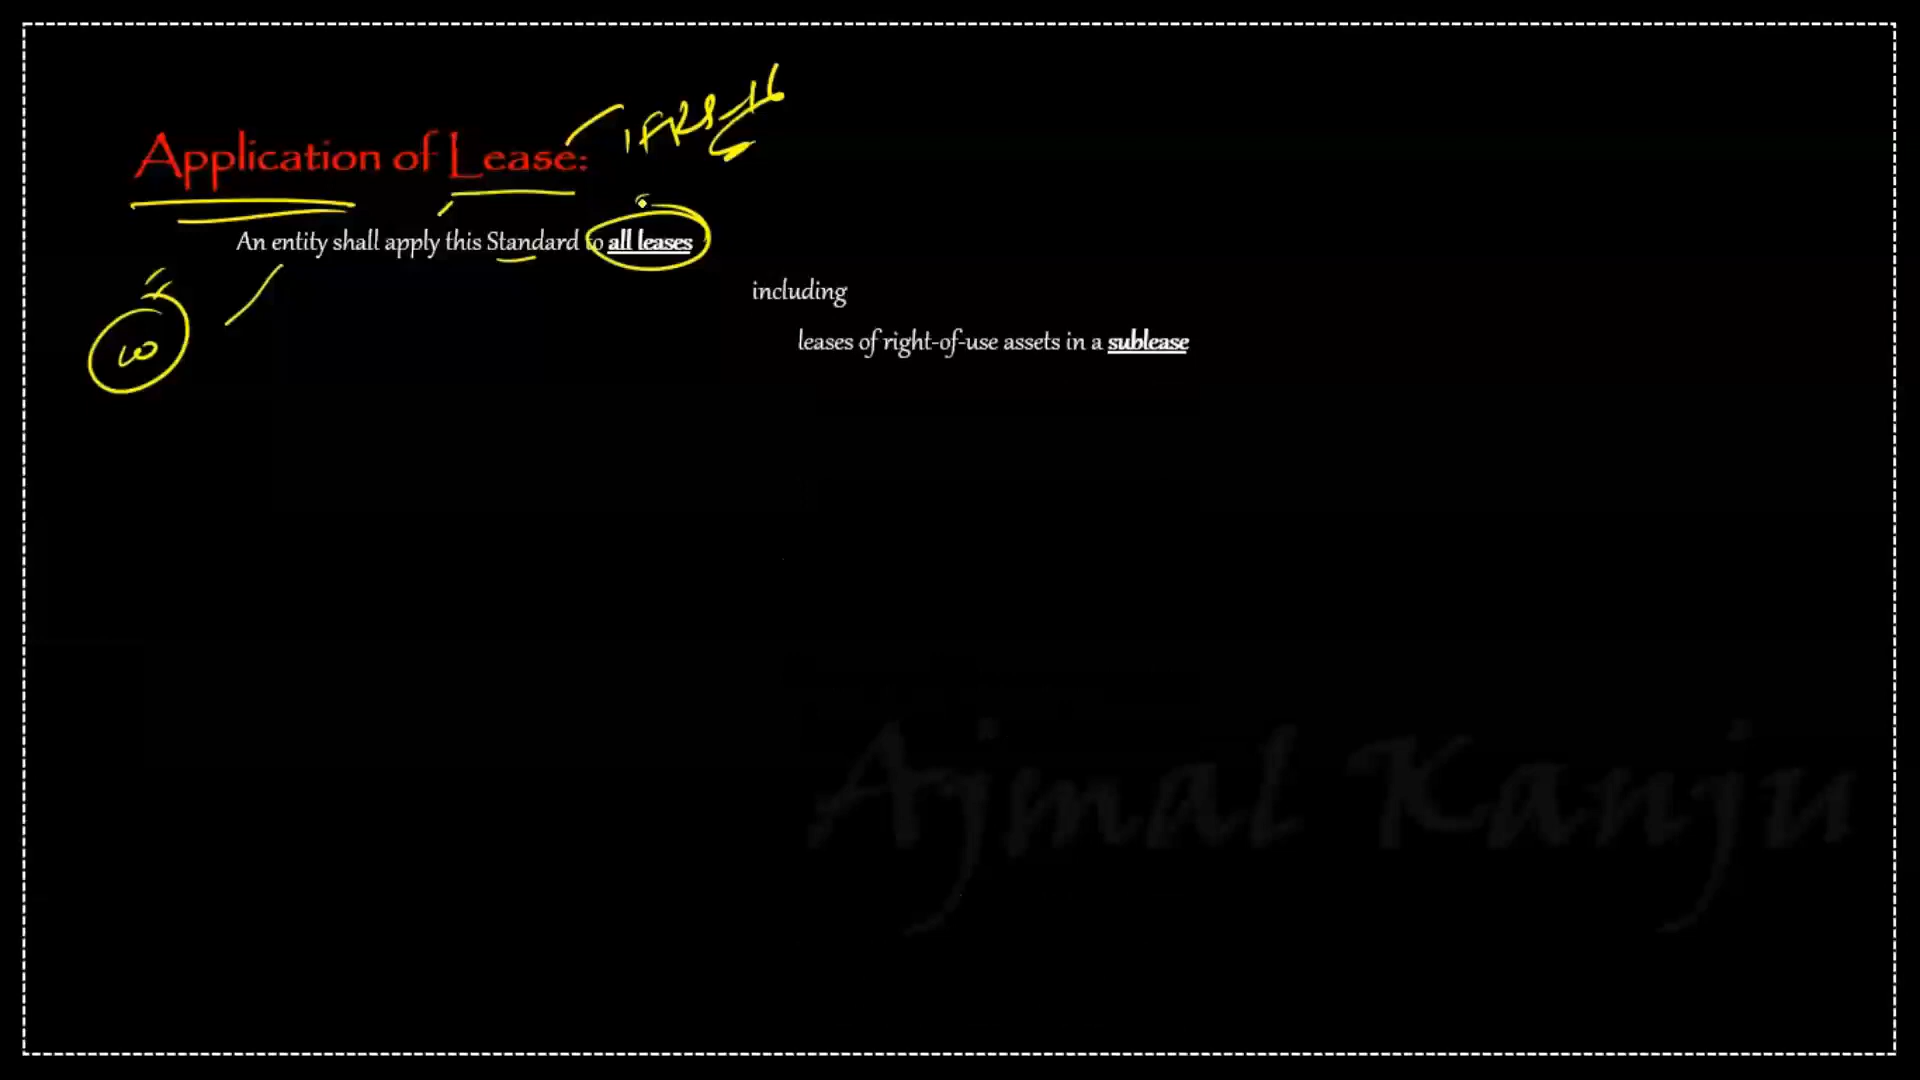 IFRS-16
Application of Lease:
An entity shall apply this Standard to all leases
including
leases of right-of-use assets in a sublease
Ajmal Kanju